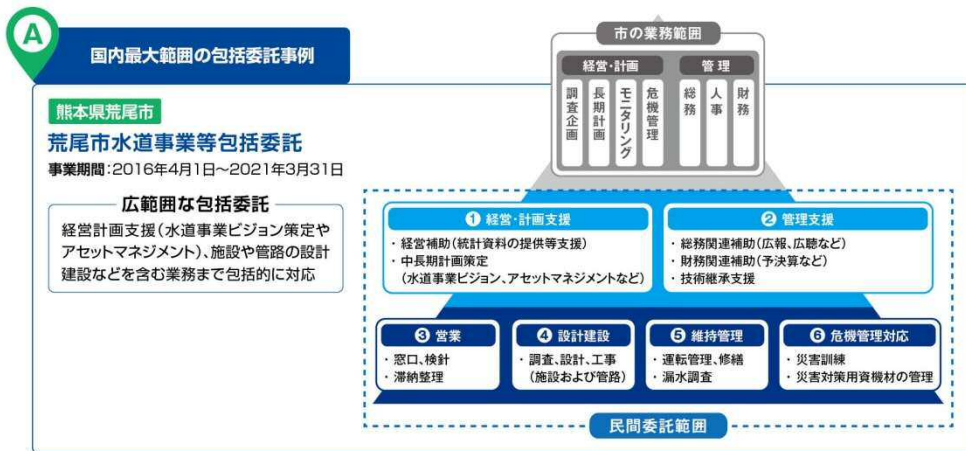 A
国内最大範囲の包括委託事例
熊本県荒尾市
荒尾市水道事業等包括委託
事業期間:2016年4月1日〜2021年3月31日
広範囲な包括委託
経営計画支援(水道事業ビジョン策定や
アセットマネジメント)、施設や管路の設計
建設などを含む業務まで包括的に対応
市の業務範囲
経営・計画
調査企画
長期計画
モニタリング
危機管理
管理
総務
人事
財務
❶ 経営・計画支援
・経営補助(統計資料の提供等支援)
・中長期計画策定
(水道事業ビジョン、アセットマネジメントなど)
❷ 管理支援
・総務関連補助(広報、広聴など)
・財務関連補助(予決算など)
・技術継承支援
❸ 営業
・窓口、検針
・滞納整理
❹ 設計建設
・調査、設計、工事
(施設および管路)
❺ 維持管理
・運転管理、修繕
・漏水調査
❻ 危機管理対応
・災害訓練
・災害対策用資機材の管理
民間委託範囲